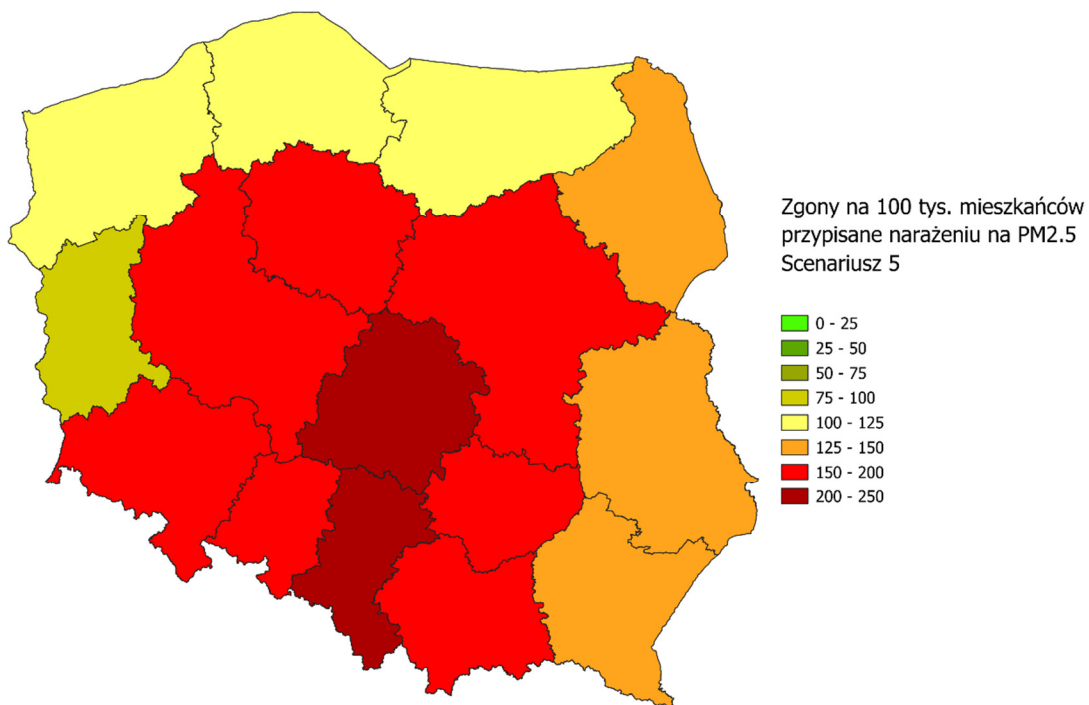 Zgony na 100 tys. mieszkańców
przypisane narażeniu na PM2.5
Scenariusz 5
0 - 25
25 - 50
50 - 75
75 - 100
100 - 125
125 - 150
150 - 200
200 - 250